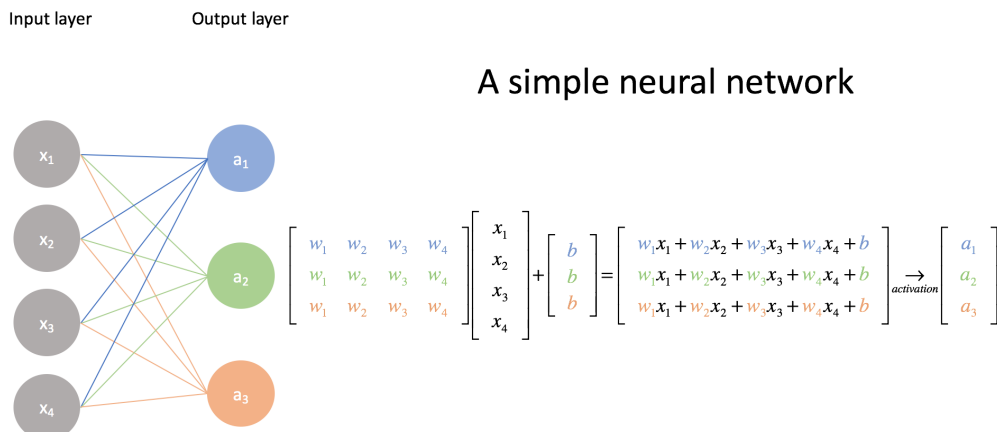 Input layer
Output layer
A simple neural network
x₁
x₂
x₃
x₄
a₁
a₂
a₃
w₁ w₂ w₃ w₄
w₁ w₂ w₃ w₄
w₁ w₂ w₃ w₄
x₁
x₂
x₃
x₄
+
b
b
b
=
w₁x₁+w₂x₂+w₃x₃+w₄x₄+b
w₁x₁+w₂x₂+w₃x₃+w₄x₄+b
w₁x₁+w₂x₂+w₃x₃+w₄x₄+b
→
activation
a₁
a₂
a₃